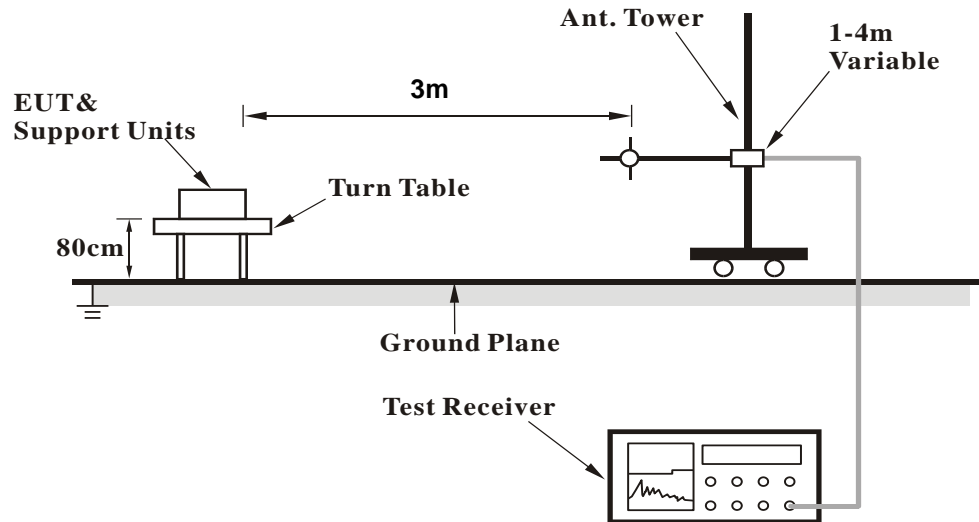 Ant. Tower
1-4m
Variable
3m
EUT&
Support Units
Turn Table
80cm
Ground Plane
Test Receiver